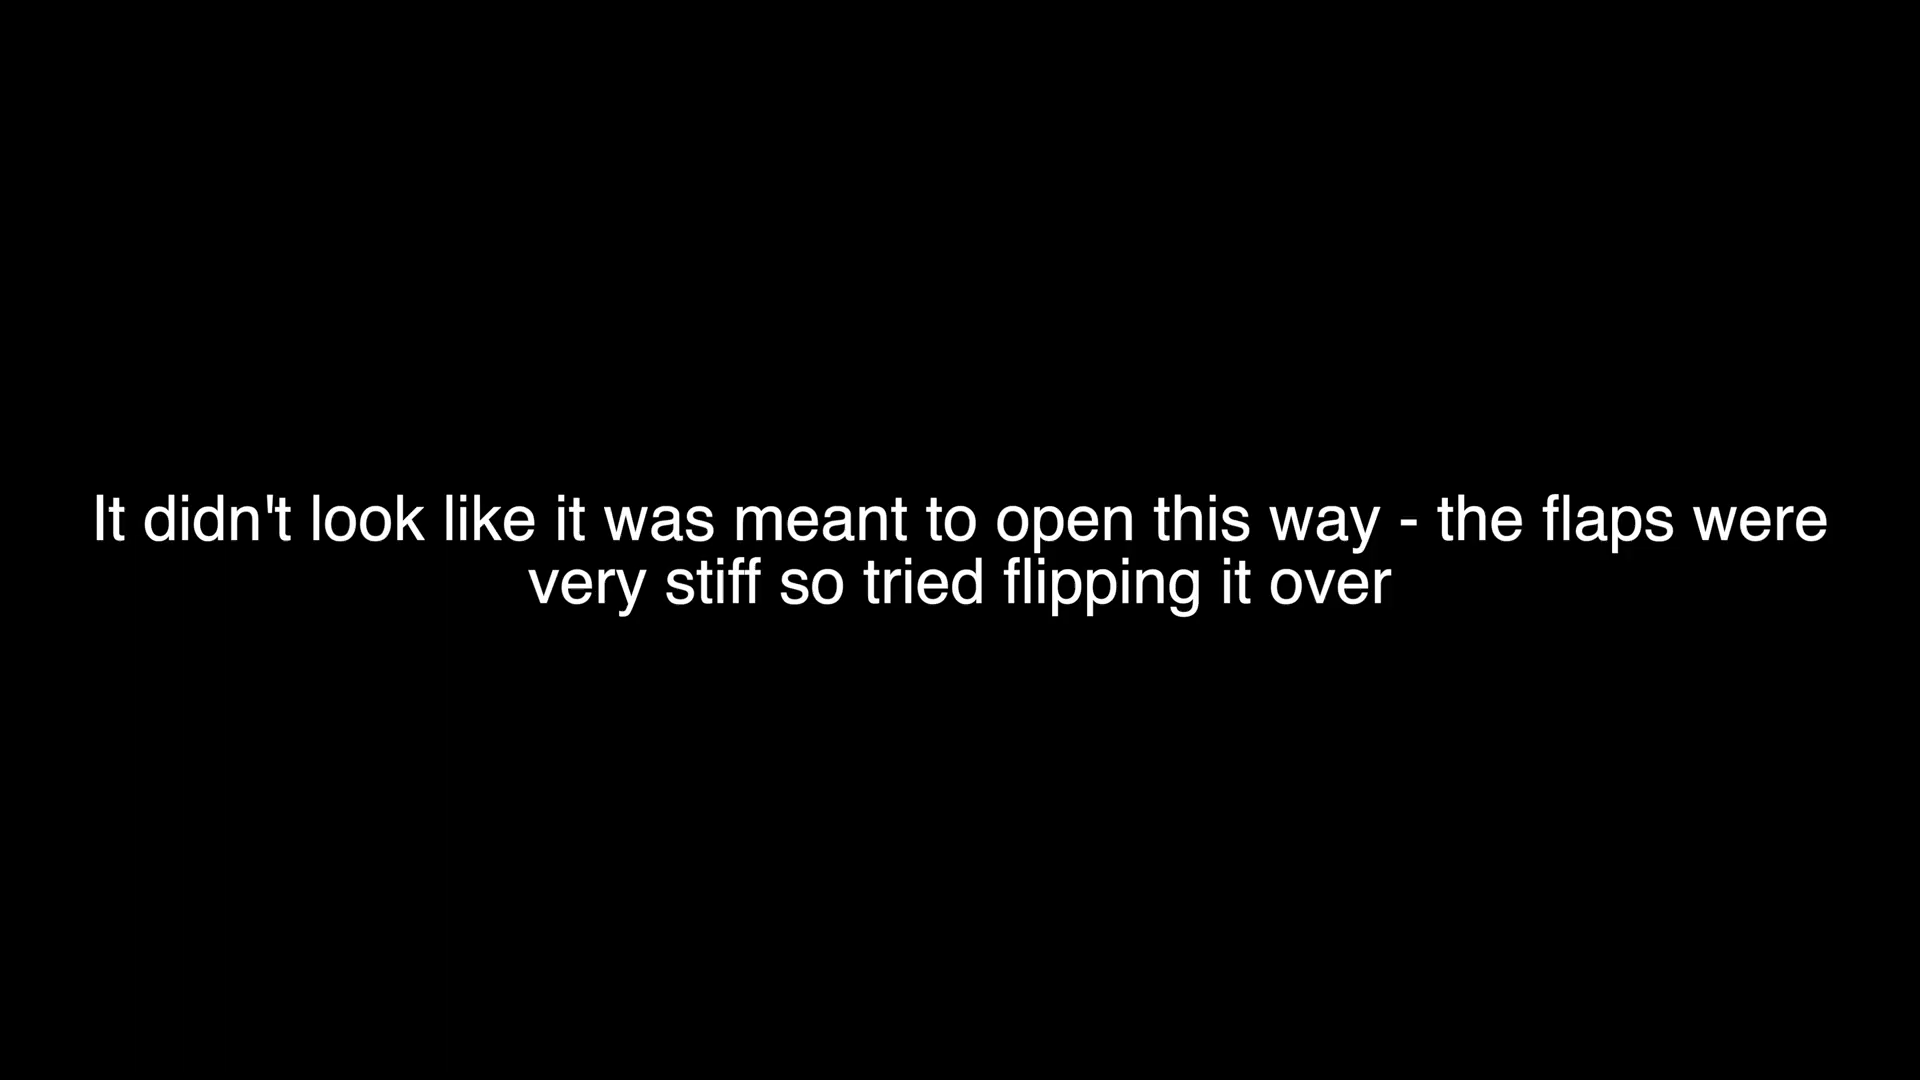 It didn't look like it was meant to open this way - the flaps were
very stiff so tried flipping it over